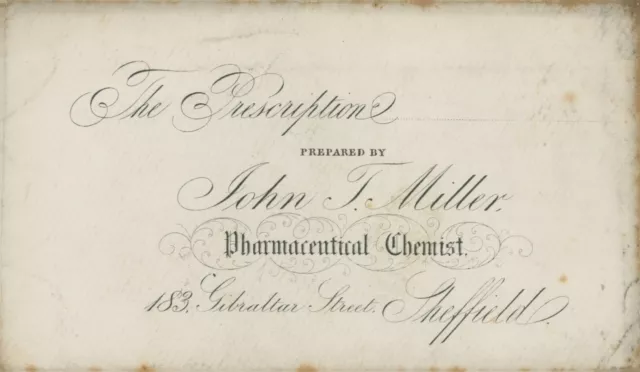 The Prescription
PREPARED BY
John T. Miller,
Pharmaceutical Chemist.
183, Gibraltar Street, Sheffield.